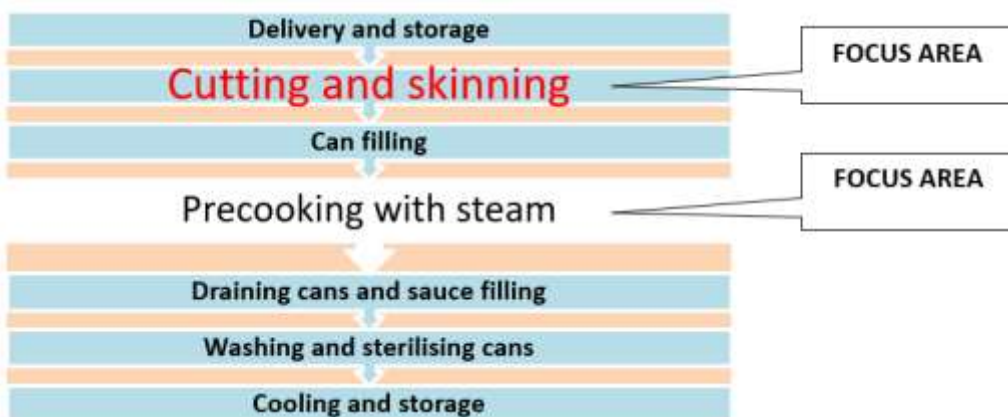 Delivery and storage
FOCUS AREA
Cutting and skinning
Can filling
FOCUS AREA
Precooking with steam
Draining cans and sauce filling
Washing and sterilising cans
Cooling and storage